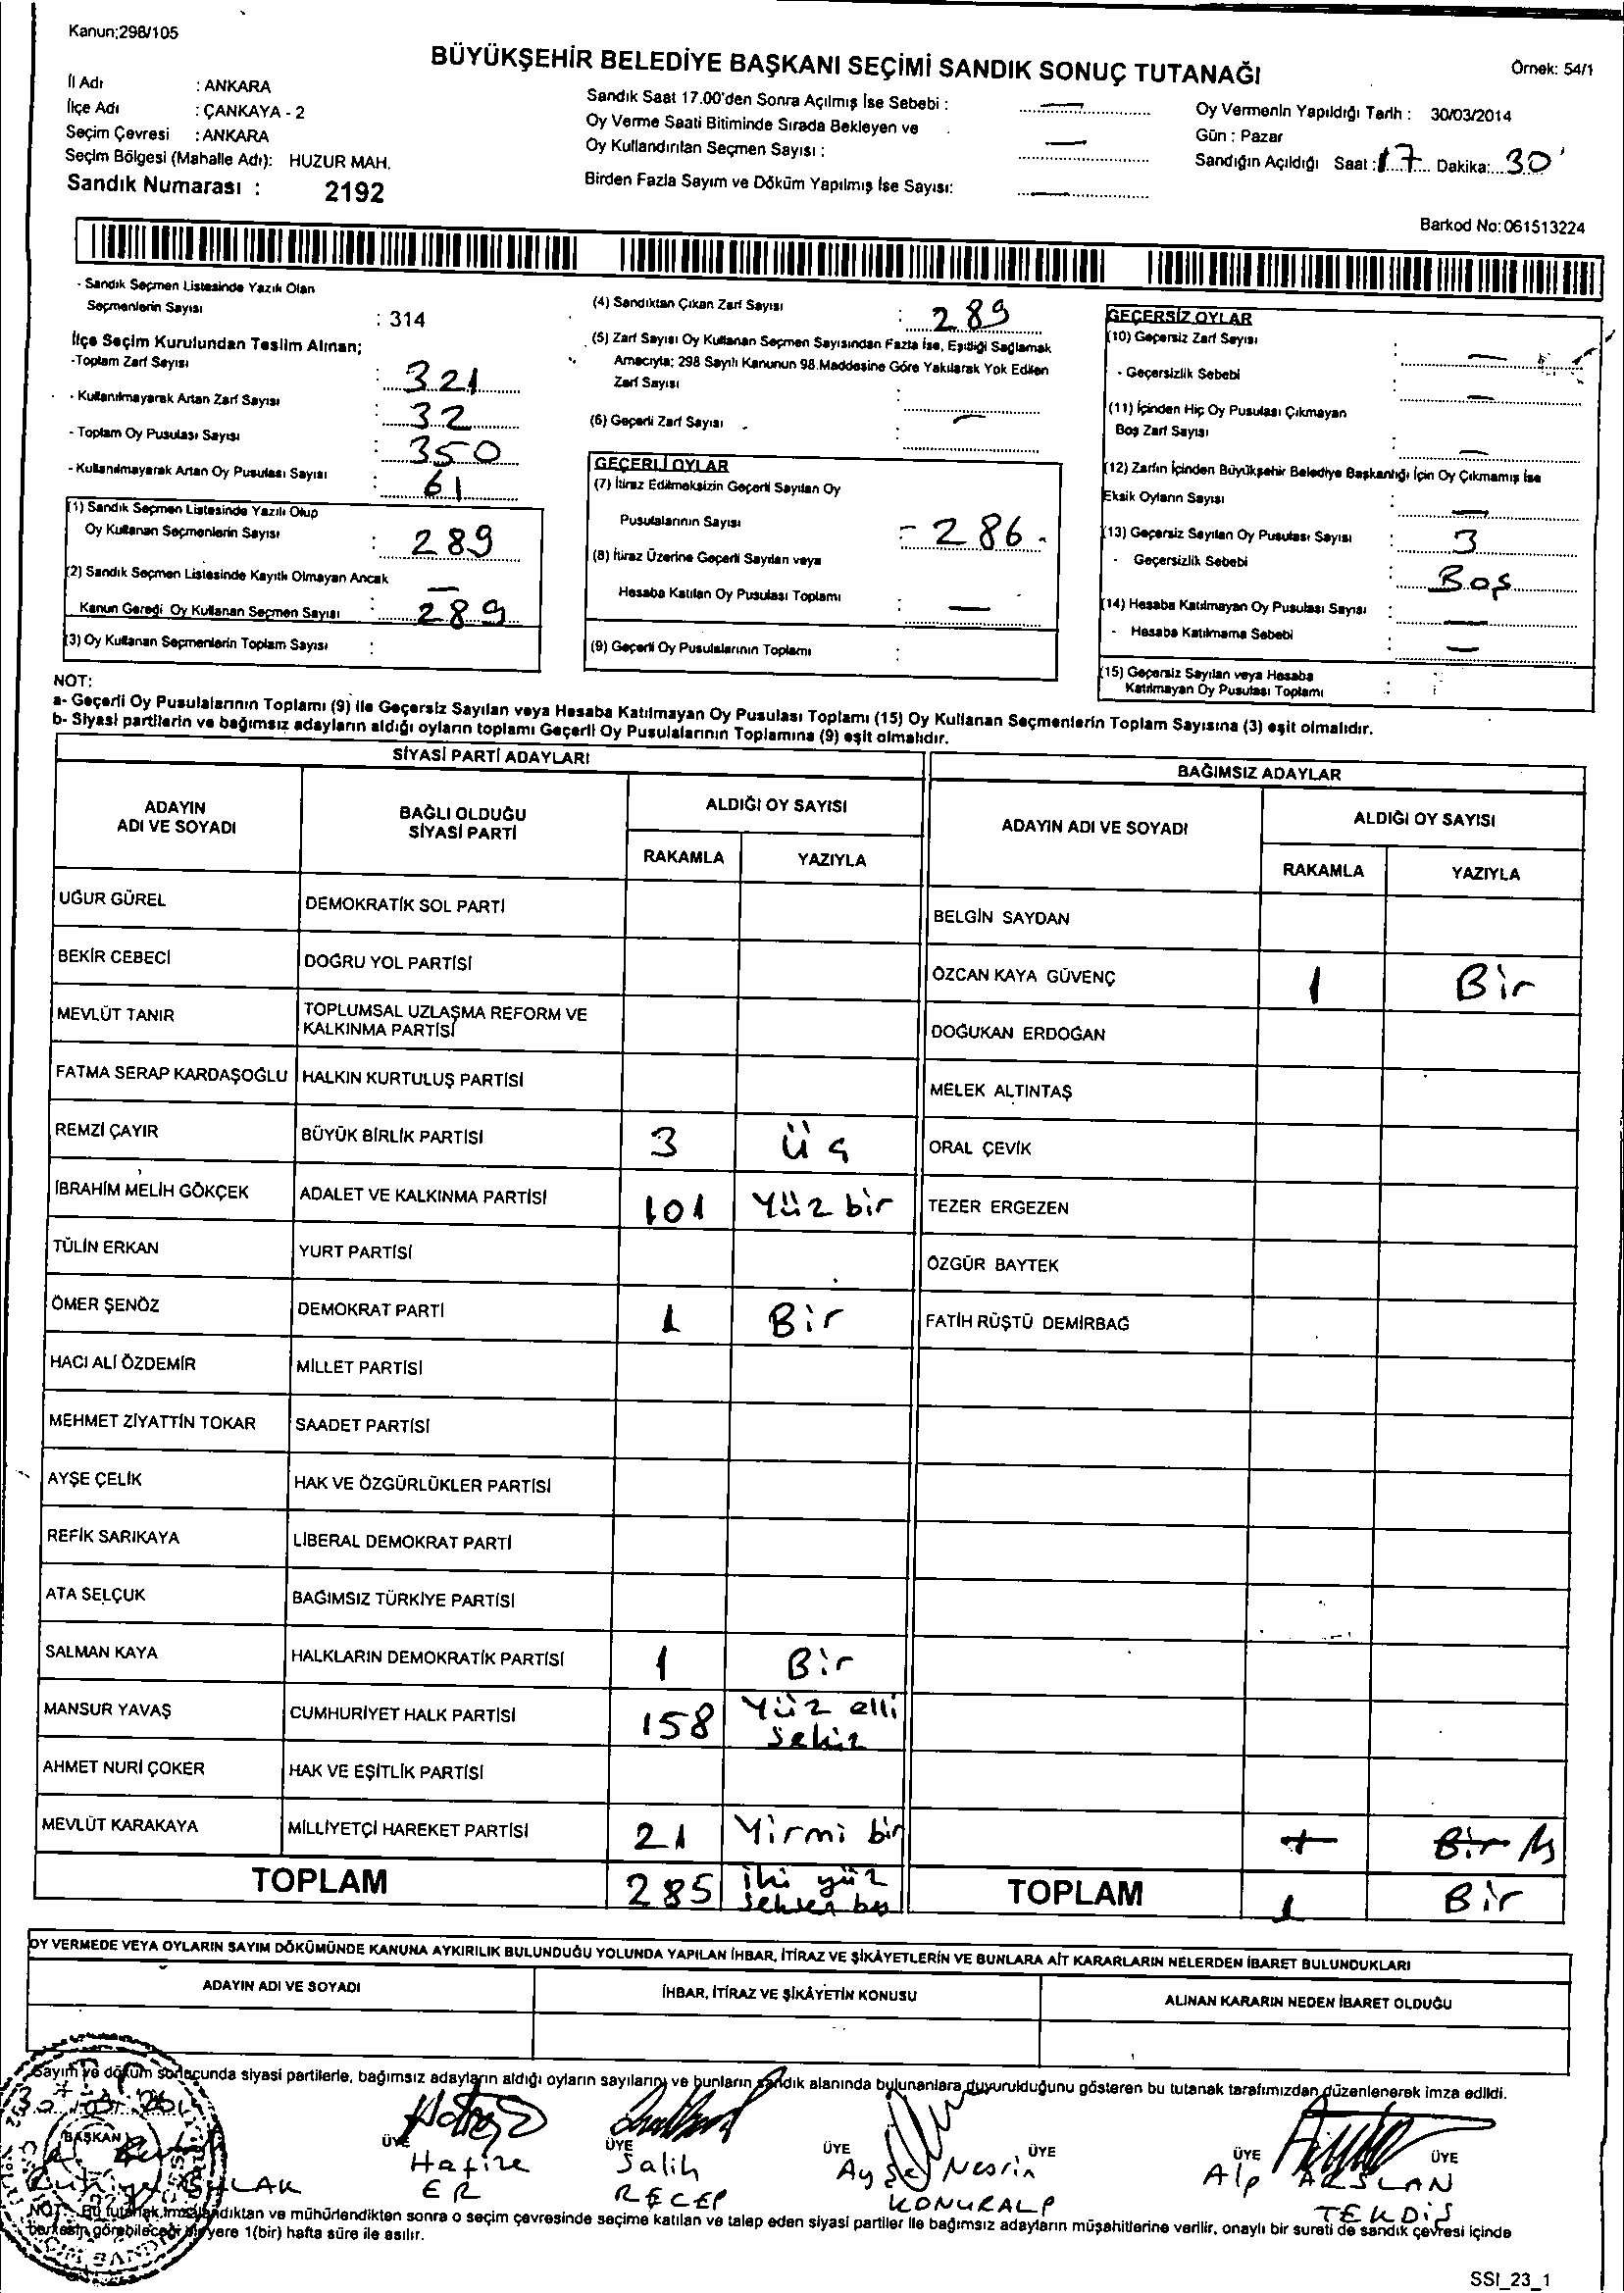 Kanun;298/105
BÜYÜKŞEHİR BELEDİYE BAŞKANI SEÇİMİ SANDIK SONUÇ TUTANAĞI
Örnek: 54/1
İl Adı : ANKARA
İlçe Adı : ÇANKAYA - 2
Seçim Çevresi : ANKARA
Seçim Bölgesi (Mahalle Adı): HUZUR MAH.
Sandık Numarası : 2192
Sandık Saat 17.00'den Sonra Açılmış İse Sebebi : —
Oy Verme Saati Bitiminde Sırada Bekleyen ve
Oy Kullandırılan Seçmen Sayısı : —
Birden Fazla Sayım ve Döküm Yapılmış İse Sayısı: —
Oy Vermenin Yapıldığı Tarih : 30/03/2014
Gün : Pazar
Sandığın Açıldığı Saat : 17 Dakika: 30'
Barkod No: 061513224
- Sandık Seçmen Listesinde Yazılı Olan
Seçmenlerin Sayısı : 314
İlçe Seçim Kurulundan Teslim Alınan;
-Toplam Zarf Sayısı : 321
- Kullanılmayarak Artan Zarf Sayısı : 32
- Toplam Oy Pusulası Sayısı : 350
- Kullanılmayarak Artan Oy Pusulası Sayısı : 61
(1) Sandık Seçmen Listesinde Yazılı Olup
Oy Kullanan Seçmenlerin Sayısı : 289
(2) Sandık Seçmen Listesinde Kayıtlı Olmayan Ancak
Kanun Gereği Oy Kullanan Seçmen Sayısı : —
289
(3) Oy Kullanan Seçmenlerin Toplam Sayısı :
(4) Sandıktan Çıkan Zarf Sayısı : 289
(5) Zarf Sayısı Oy Kullanan Seçmen Sayısından Fazla İse, Eşitliği Sağlamak
Amacıyla; 298 Sayılı Kanunun 98.Maddesine Göre Yakılarak Yok Edilen
Zarf Sayısı :
(6) Geçerli Zarf Sayısı : —
GEÇERLİ OYLAR
(7) İtiraz Edilmeksizin Geçerli Sayılan Oy
Pusulalarının Sayısı : - 286 -
(8) İtiraz Üzerine Geçerli Sayılan veya
Hesaba Katılan Oy Pusulası Toplamı : —
(9) Geçerli Oy Pusulalarının Toplamı :
GEÇERSİZ OYLAR
(10) Geçersiz Zarf Sayısı : —
- Geçersizlik Sebebi : —
(11) İçinden Hiç Oy Pusulası Çıkmayan
Boş Zarf Sayısı : —
(12) Zarfın İçinden Büyükşehir Belediye Başkanlığı İçin Oy Çıkmamış İse
Eksik Oyların Sayısı : —
(13) Geçersiz Sayılan Oy Pusulası Sayısı : 3
- Geçersizlik Sebebi : Boş
(14) Hesaba Katılmayan Oy Pusulası Sayısı : —
- Hesaba Katılmama Sebebi : —
(15) Geçersiz Sayılan veya Hesaba
Katılmayan Oy Pusulası Toplamı :
NOT:
a- Geçerli Oy Pusulalarının Toplamı (9) ile Geçersiz Sayılan veya Hesaba Katılmayan Oy Pusulası Toplamı (15) Oy Kullanan Seçmenlerin Toplam Sayısına (3) eşit olmalıdır.
b- Siyasi partilerin ve bağımsız adayların aldığı oyların toplamı Geçerli Oy Pusulalarının Toplamına (9) eşit olmalıdır.
SİYASİ PARTİ ADAYLARI
ADAYIN ADI VE SOYADI
BAĞLI OLDUĞU SİYASİ PARTİ
ALDIĞI OY SAYISI
RAKAMLA YAZIYLA
UĞUR GÜREL DEMOKRATİK SOL PARTİ
BEKİR CEBECİ DOĞRU YOL PARTİSİ
MEVLÜT TANIR TOPLUMSAL UZLAŞMA REFORM VE KALKINMA PARTİSİ
FATMA SERAP KARDAŞOĞLU HALKIN KURTULUŞ PARTİSİ
REMZİ ÇAYIR BÜYÜK BİRLİK PARTİSİ 3 üç
İBRAHİM MELİH GÖKÇEK ADALET VE KALKINMA PARTİSİ 101 Yüz bir
TÜLİN ERKAN YURT PARTİSİ
ÖMER ŞENÖZ DEMOKRAT PARTİ 1 Bir
HACI ALİ ÖZDEMİR MİLLET PARTİSİ
MEHMET ZİYATTİN TOKAR SAADET PARTİSİ
AYŞE ÇELİK HAK VE ÖZGÜRLÜKLER PARTİSİ
REFİK SARIKAYA LİBERAL DEMOKRAT PARTİ
ATA SELÇUK BAĞIMSIZ TÜRKİYE PARTİSİ
SALMAN KAYA HALKLARIN DEMOKRATİK PARTİSİ 1 Bir
MANSUR YAVAŞ CUMHURİYET HALK PARTİSİ 158 Yüz elli sekiz
AHMET NURİ ÇOKER HAK VE EŞİTLİK PARTİSİ
MEVLÜT KARAKAYA MİLLİYETÇİ HAREKET PARTİSİ 21 Yirmi bir
TOPLAM 285 iki yüz seksen beş
BAĞIMSIZ ADAYLAR
ADAYIN ADI VE SOYADI
ALDIĞI OY SAYISI
RAKAMLA YAZIYLA
BELGİN SAYDAN
ÖZCAN KAYA GÜVENÇ 1 Bir
DOĞUKAN ERDOĞAN
MELEK ALTINTAŞ
ORAL ÇEVİK
TEZER ERGEZEN
ÖZGÜR BAYTEK
FATİH RÜŞTÜ DEMİRBAĞ
1 Bir
TOPLAM 1 Bir
OY VERMEDE VEYA OYLARIN SAYIM DÖKÜMÜNDE KANUNA AYKIRILIK BULUNDUĞU YOLUNDA YAPILAN İHBAR, İTİRAZ VE ŞİKÂYETLERİN VE BUNLARA AİT KARARLARIN NELERDEN İBARET BULUNDUKLARI
ADAYIN ADI VE SOYADI
İHBAR, İTİRAZ VE ŞİKÂYETİN KONUSU
ALINAN KARARIN NEDEN İBARET OLDUĞU
Sayım ve döküm sonucunda siyasi partilerle, bağımsız adayların aldığı oyların sayılarını ve bunların sandık alanında bulunanlara duyurulduğunu gösteren bu tutanak tarafımızdan düzenlenerek imza edildi.
BAŞKAN ÜYE ÜYE ÜYE ÜYE ÜYE ÜYE
Hafize ER
Salih RECEP
Aysel Nesrin KONURALP
Alp ARSLAN TEKDİŞ
NOT: Bu tutanak imzalandıktan ve mühürlendikten sonra o seçim çevresinde seçime katılan ve talep eden siyasi partiler ile bağımsız adayların müşahitlerine verilir, onaylı bir sureti de sandık çevresi içinde
herkesin görebileceği bir yere 1(bir) hafta süre ile asılır.
SSI_23_1